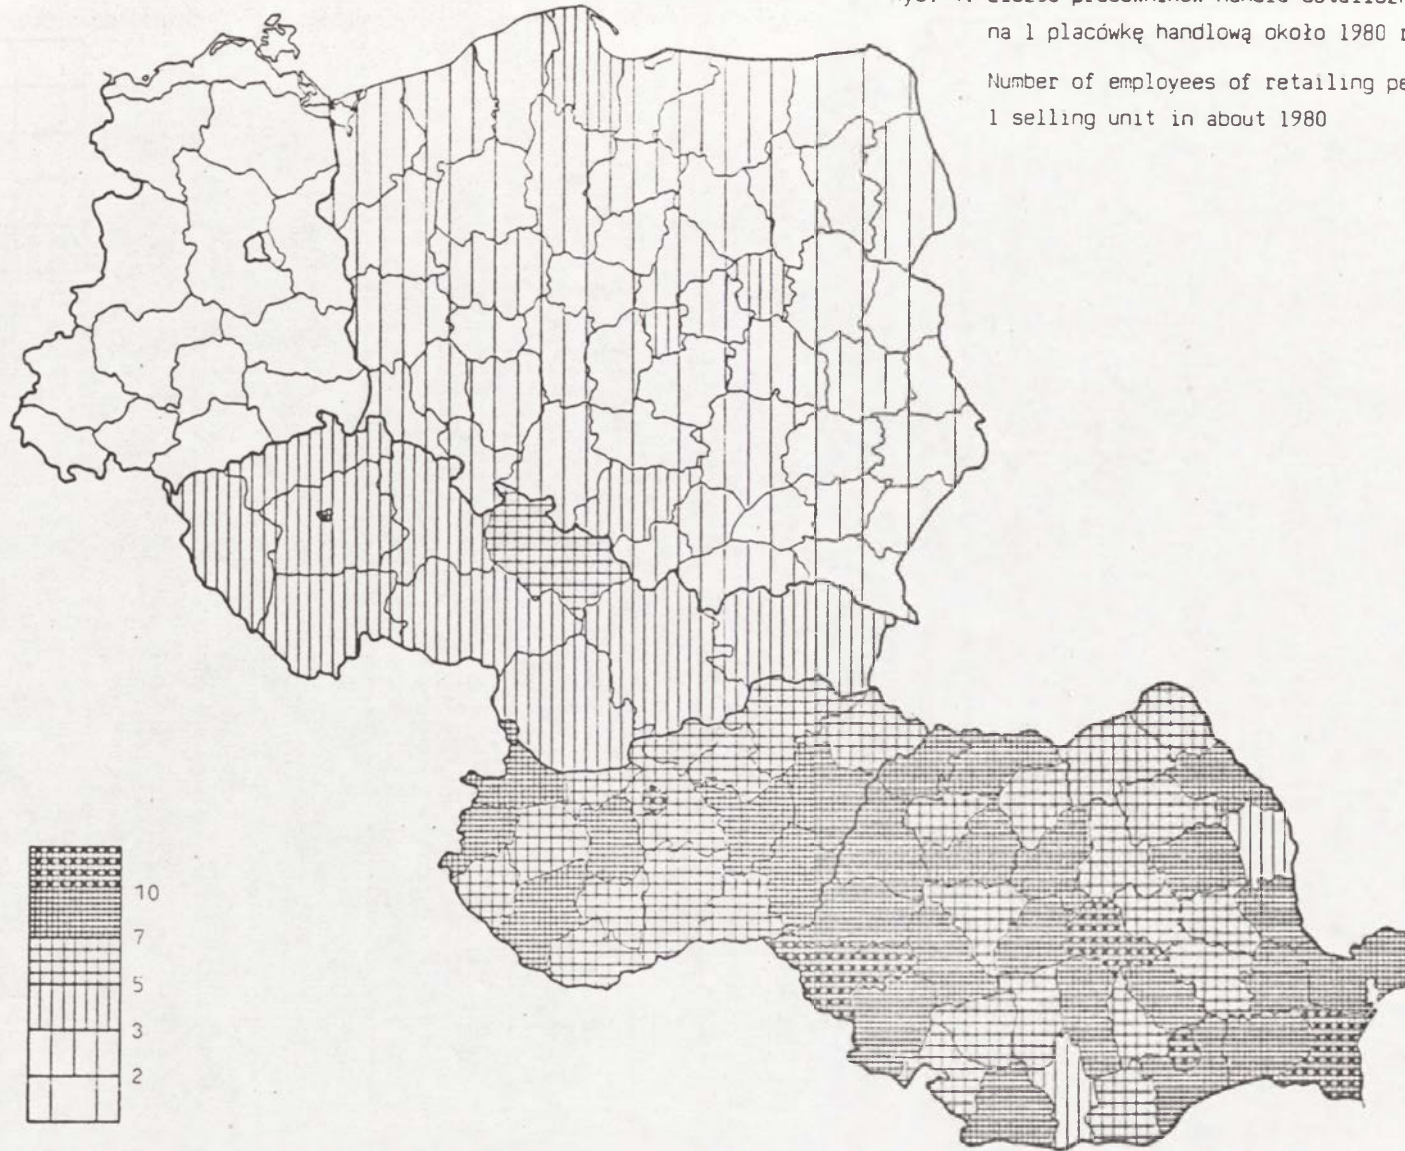 na 1 placówkę handlową około 1980 r
Number of employees of retailing pe
1 selling unit in about 1980
10
7
5
3
2